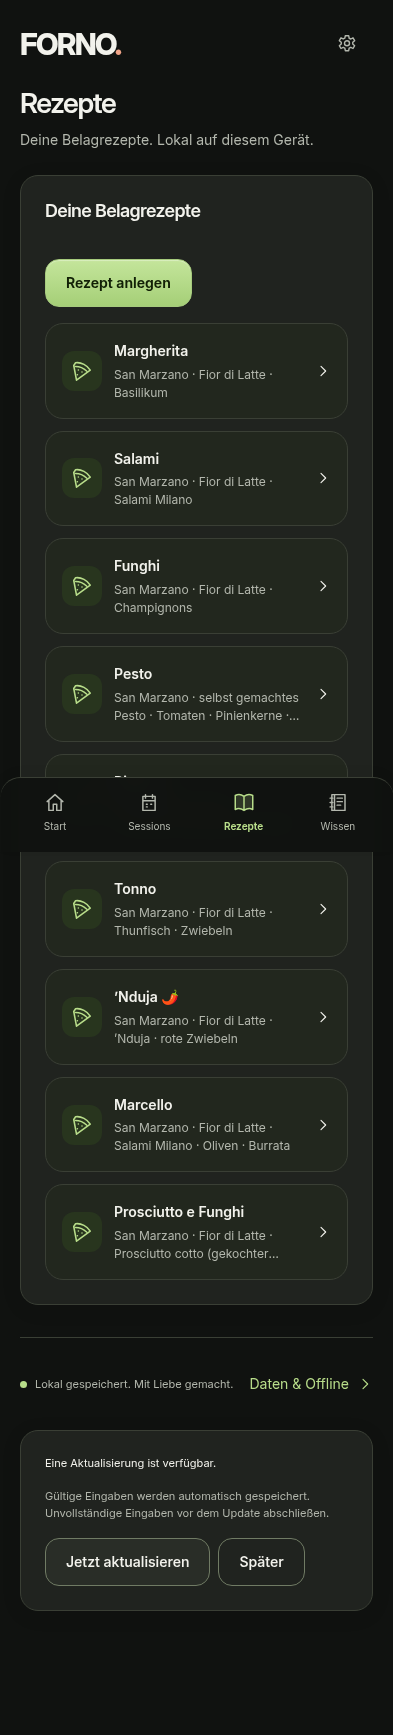 FORNO.
Rezepte
Deine Belagrezepte. Lokal auf diesem Gerät.
Deine Belagrezepte
Rezept anlegen
Margherita
San Marzano · Fior di Latte ·
Basilikum
Salami
San Marzano · Fior di Latte ·
Salami Milano
Funghi
San Marzano · Fior di Latte ·
Champignons
Pesto
San Marzano · selbst gemachtes
Pesto · Tomaten · Pinienkerne ·...
Start
Sessions
Rezepte
Wissen
Tonno
San Marzano · Fior di Latte ·
Thunfisch · Zwiebeln
’Nduja 🌶️
San Marzano · Fior di Latte ·
’Nduja · rote Zwiebeln
Marcello
San Marzano · Fior di Latte ·
Salami Milano · Oliven · Burrata
Prosciutto e Funghi
San Marzano · Fior di Latte ·
Prosciutto cotto (gekochter...
Lokal gespeichert. Mit Liebe gemacht.
Daten & Offline
Eine Aktualisierung ist verfügbar.
Gültige Eingaben werden automatisch gespeichert.
Unvollständige Eingaben vor dem Update abschließen.
Jetzt aktualisieren
Später